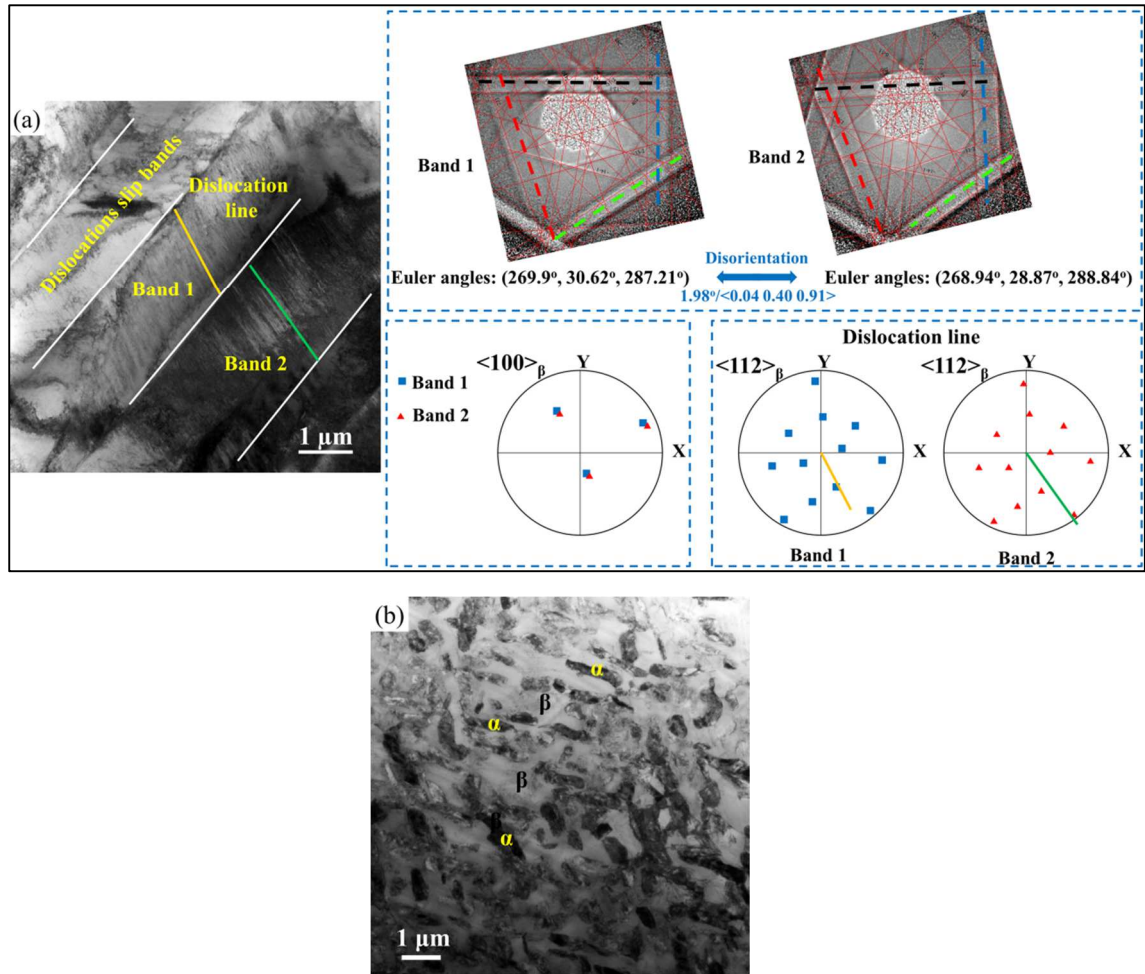 (a)
Dislocations slip bands
Dislocation
line
Band 1
Band 2
1 μm
Band 1
Band 2
Euler angles: (269.9°, 30.62°, 287.21°)
Disorientation
1.98°/<0.04 0.40 0.91>
Euler angles: (268.94°, 28.87°, 288.84°)
Band 1
Band 2
<100>β
Y
X
Dislocation line
<112>β
Y
X
Band 1
<112>β
Y
X
Band 2
(b)
α
β
α
β
α
1 μm